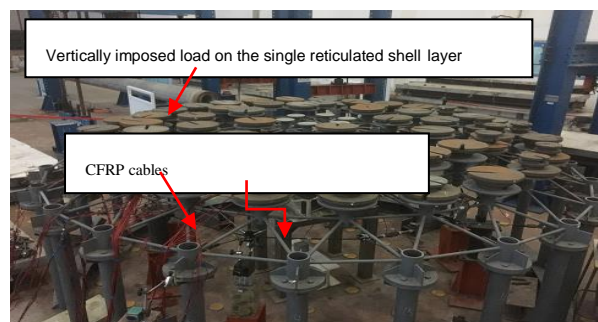 Vertically imposed load on the single reticulated shell layer
CFRP cables